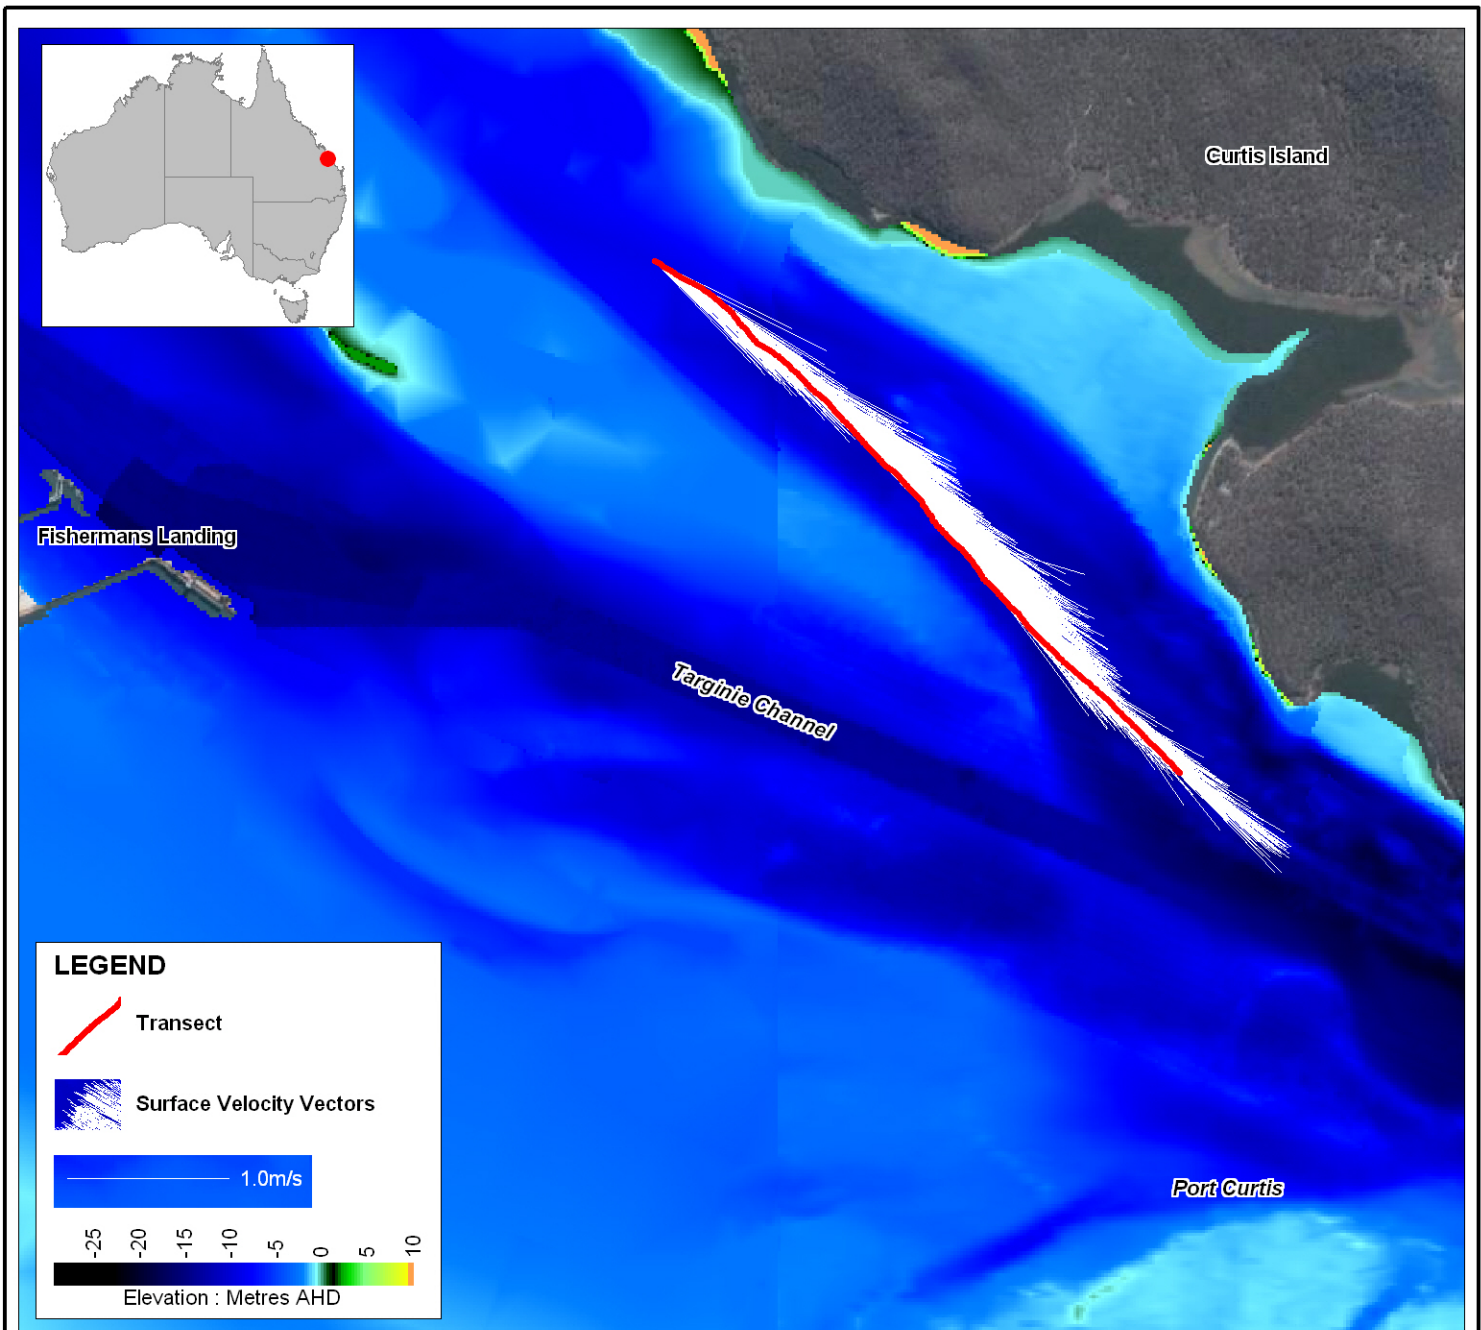 Curtis Island
Fishermans Landing
Targinie Channel
Port Curtis
LEGEND
Transect
Surface Velocity Vectors
1.0m/s
-25 -20 -15 -10 -5 0 5 10
Elevation : Metres AHD